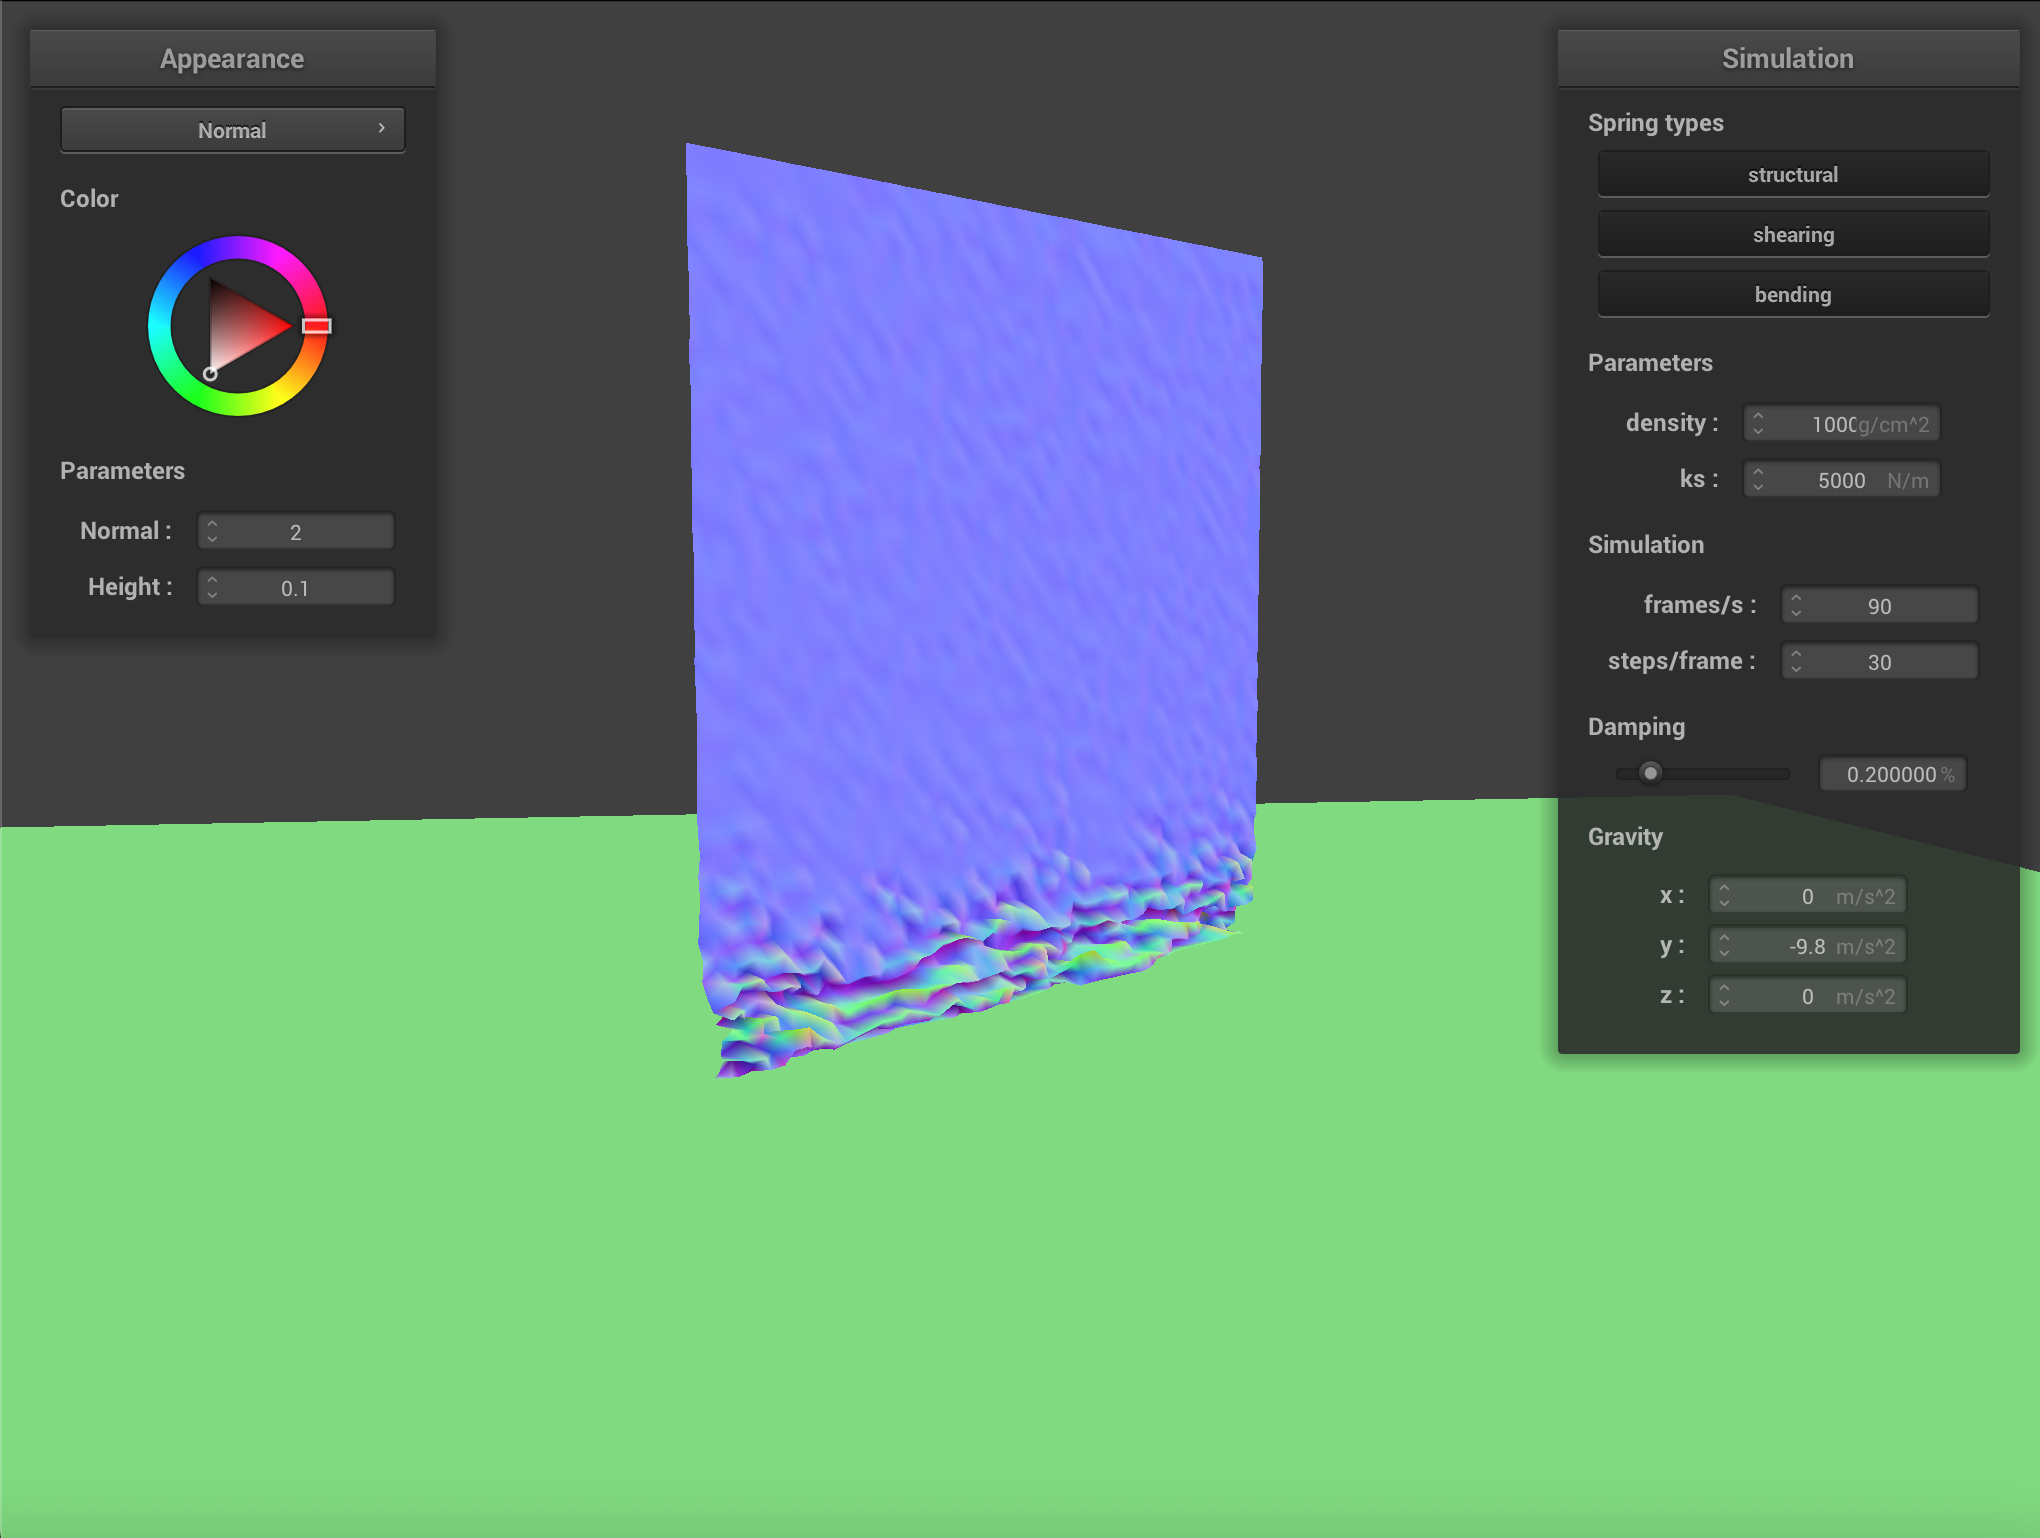 Appearance
Normal
Color
Parameters
Normal : 2
Height : 0.1
Simulation
Spring types
structural
shearing
bending
Parameters
density : 1000 g/cm^2
ks : 5000 N/m
Simulation
frames/s : 90
steps/frame : 30
Damping
0.200000 %
Gravity
x : 0 m/s^2
y : -9.8 m/s^2
z : 0 m/s^2